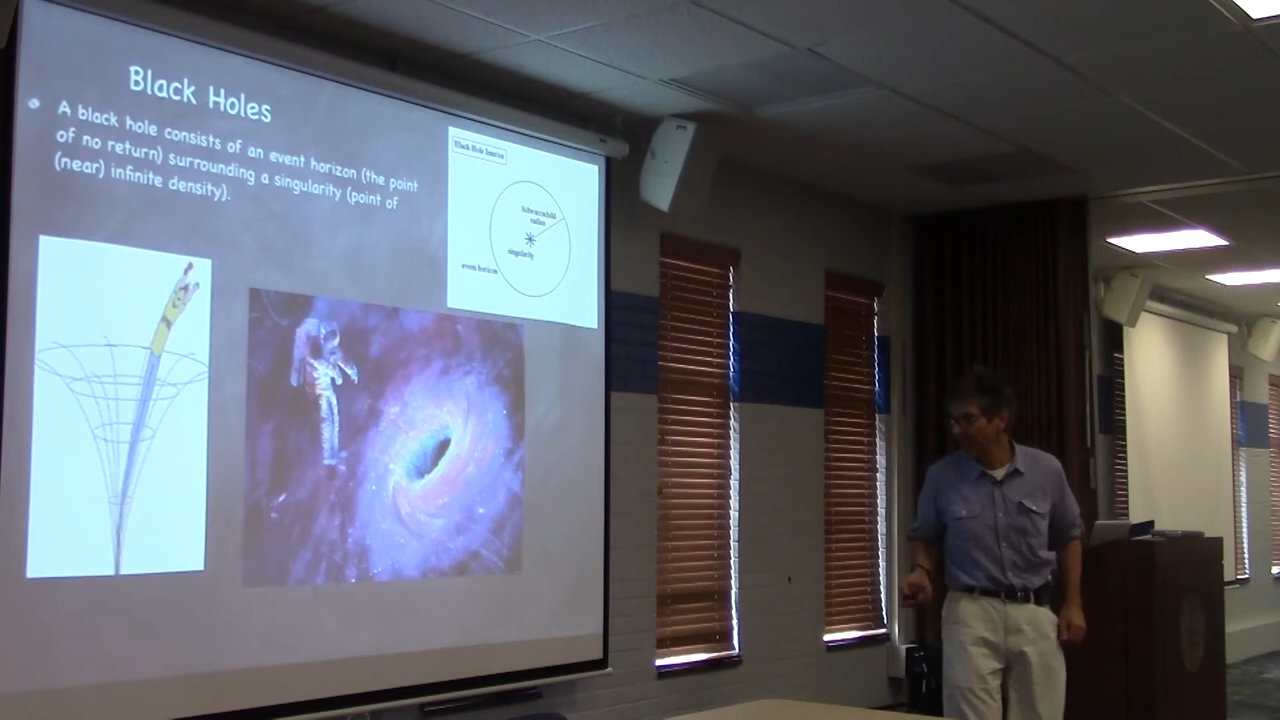 Black Holes
A black hole consists of an event horizon (the point
of no return) surrounding a singularity (point of
(near) infinite density).
Black Hole Interior
Schwarzschild
radius
singularity
event horizon